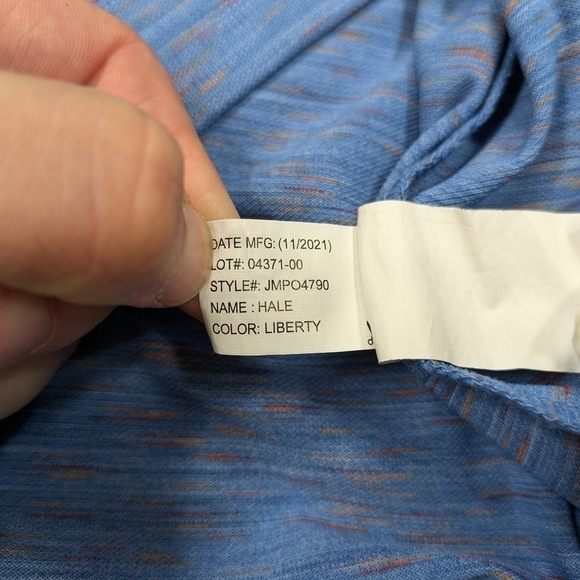 DATE MFG: (11/2021)
LOT#: 04371-00
STYLE#: JMPO4790
NAME : HALE
COLOR: LIBERTY